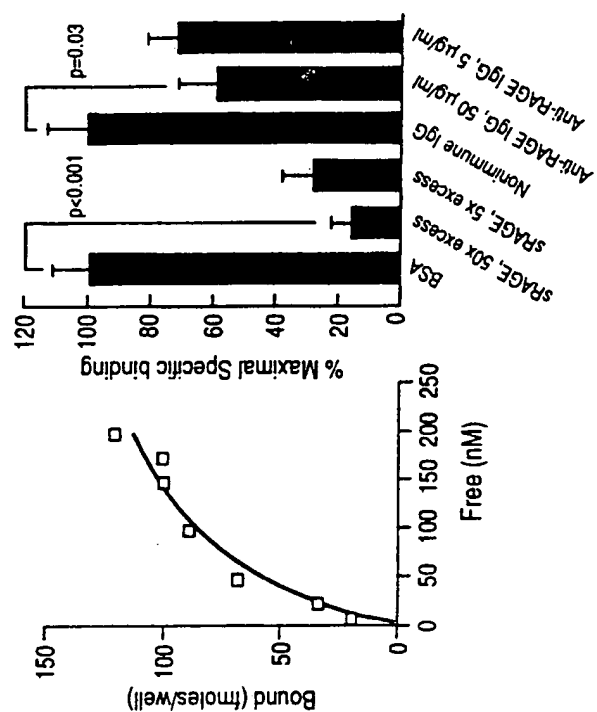 Bound (fmoles/well)
150
100
50
0
0
50
100
150
200
250
Free (nM)
% Maximal Specific binding
120
100
80
60
40
20
0
p<0.001
p=0.03
BSA
sRAGE, 50x excess
sRAGE, 5x excess
Nonimmune IgG
Anti-RAGE IgG, 50 µg/ml
Anti-RAGE IgG, 5 µg/ml